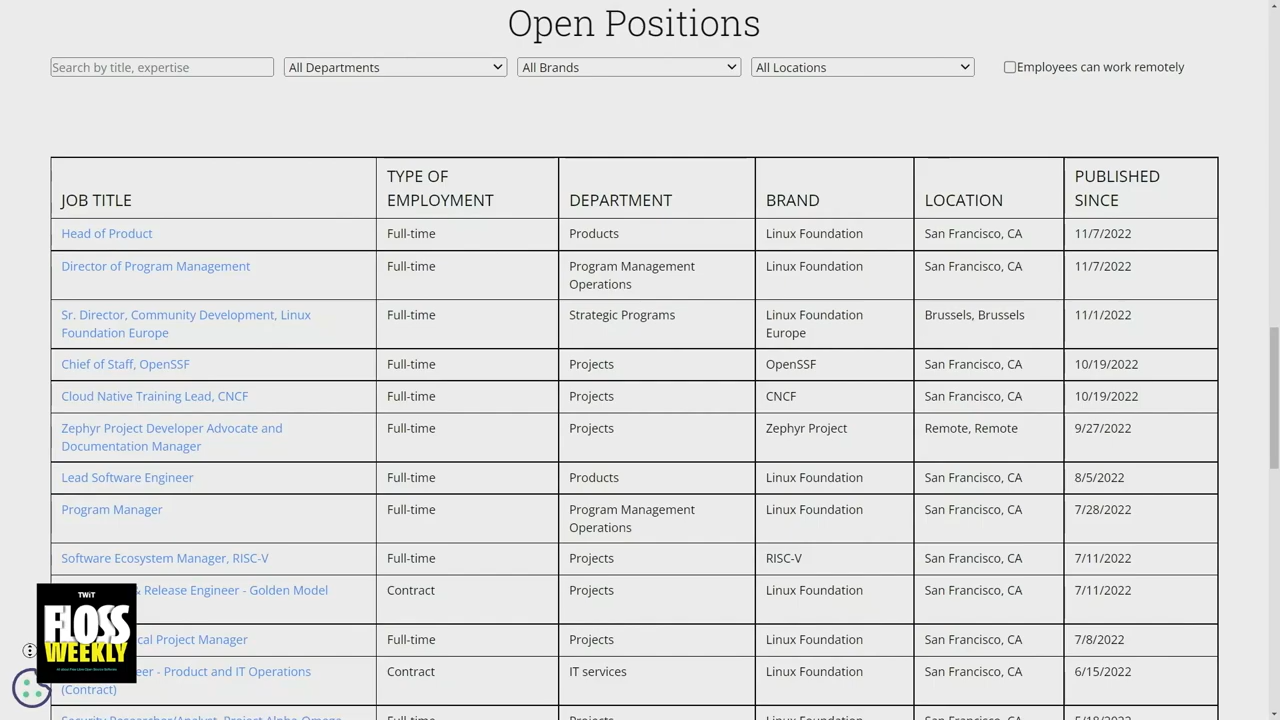 Open Positions
Search by title, expertise
All Departments
All Brands
All Locations
Employees can work remotely
JOB TITLE
TYPE OF
EMPLOYMENT
DEPARTMENT
BRAND
LOCATION
PUBLISHED
SINCE
Head of Product
Full-time
Products
Linux Foundation
San Francisco, CA
11/7/2022
Director of Program Management
Full-time
Program Management
Operations
Linux Foundation
San Francisco, CA
11/7/2022
Sr. Director, Community Development, Linux
Foundation Europe
Full-time
Strategic Programs
Linux Foundation
Europe
Brussels, Brussels
11/1/2022
Chief of Staff, OpenSSF
Full-time
Projects
OpenSSF
San Francisco, CA
10/19/2022
Cloud Native Training Lead, CNCF
Full-time
Projects
CNCF
San Francisco, CA
10/19/2022
Zephyr Project Developer Advocate and
Documentation Manager
Full-time
Projects
Zephyr Project
Remote, Remote
9/27/2022
Lead Software Engineer
Full-time
Products
Linux Foundation
San Francisco, CA
8/5/2022
Program Manager
Full-time
Program Management
Operations
Linux Foundation
San Francisco, CA
7/28/2022
Software Ecosystem Manager, RISC-V
Full-time
Projects
RISC-V
San Francisco, CA
7/11/2022
& Release Engineer - Golden Model
Contract
Projects
Linux Foundation
San Francisco, CA
7/11/2022
Project Manager
Full-time
Projects
Linux Foundation
San Francisco, CA
7/8/2022
- Product and IT Operations
(Contract)
Contract
IT services
Linux Foundation
San Francisco, CA
6/15/2022
TWiT
FLOSS
WEEKLY